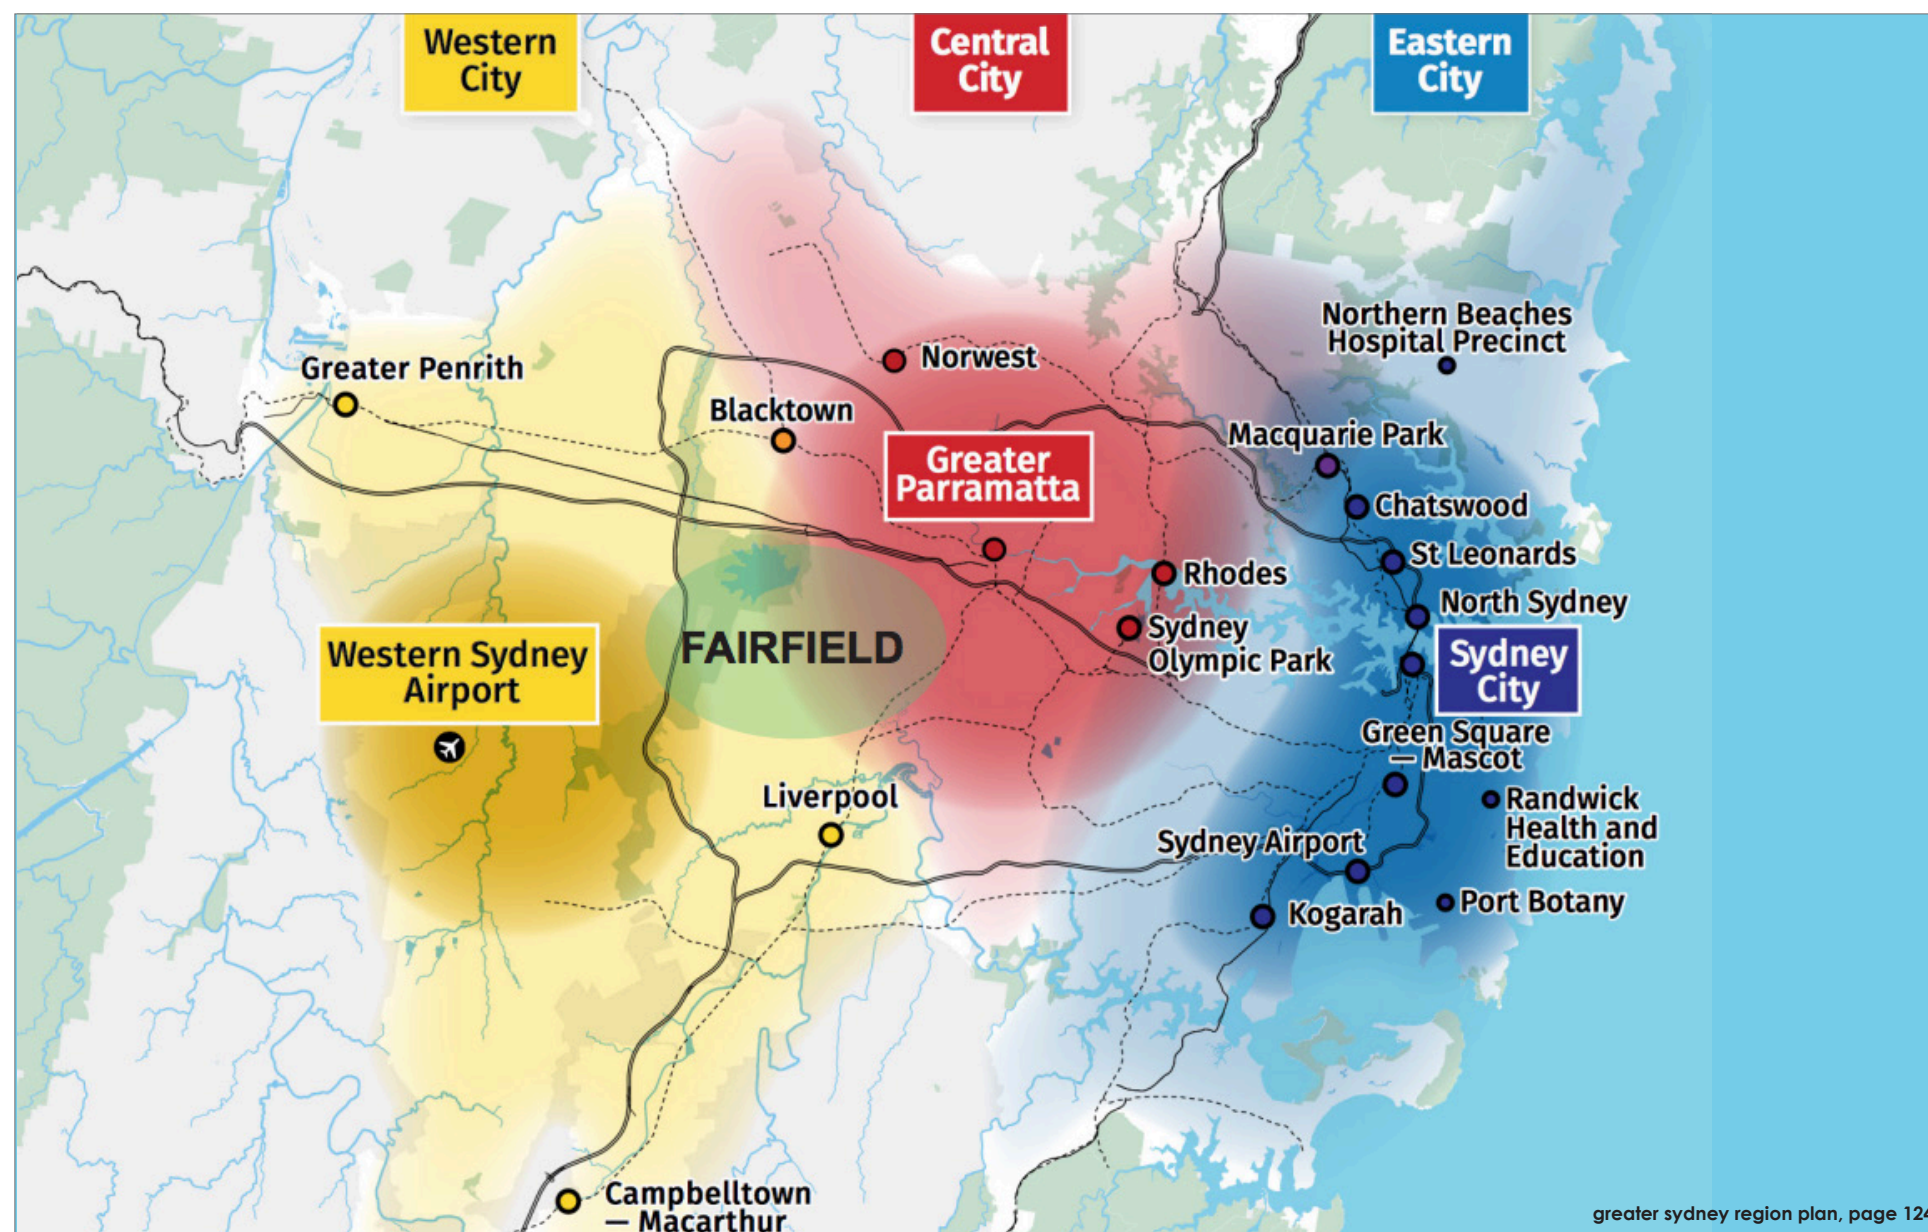 Western
City
Central
City
Eastern
City
Northern Beaches
Hospital Precinct
Greater Penrith
Norwest
Blacktown
Macquarie Park
Greater
Parramatta
Chatswood
St Leonards
Rhodes
North Sydney
Sydney
Olympic Park
FAIRFIELD
Western Sydney
Airport
Sydney
City
Green Square
— Mascot
Liverpool
Randwick
Health and
Education
Sydney Airport
Port Botany
Kogarah
Campbelltown
— Macarthur
greater sydney region plan, page 124